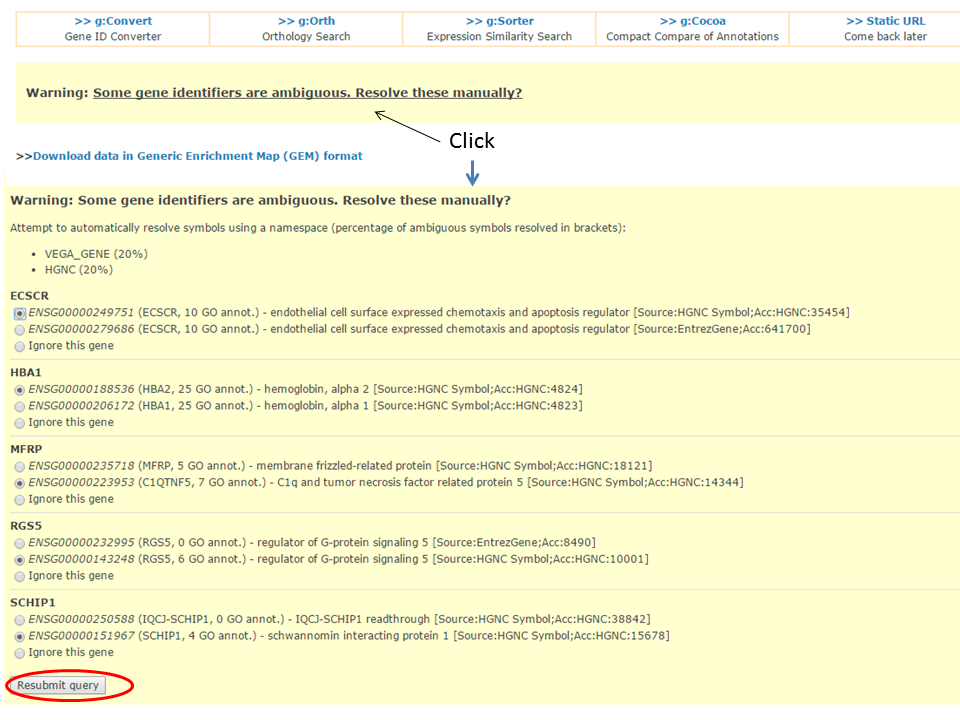 >> g:Convert >> g:Orth >> g:Sorter >> g:Cocoa >> Static URL
Gene ID Converter Orthology Search Expression Similarity Search Compact Compare of Annotations Come back later
Warning: Some gene identifiers are ambiguous. Resolve these manually?
Click
>>Download data in Generic Enrichment Map (GEM) format
Warning: Some gene identifiers are ambiguous. Resolve these manually?
Attempt to automatically resolve symbols using a namespace (percentage of ambiguous symbols resolved in brackets):
• VEGA_GENE (20%)
• HGNC (20%)
ECSCR
ENSG00000249751 (ECSCR, 10 GO annot.) - endothelial cell surface expressed chemotaxis and apoptosis regulator [Source:HGNC Symbol;Acc:HGNC:35454]
ENSG00000279686 (ECSCR, 10 GO annot.) - endothelial cell surface expressed chemotaxis and apoptosis regulator [Source:EntrezGene;Acc:641700]
Ignore this gene
HBA1
ENSG00000188536 (HBA2, 25 GO annot.) - hemoglobin, alpha 2 [Source:HGNC Symbol;Acc:HGNC:4824]
ENSG00000206172 (HBA1, 25 GO annot.) - hemoglobin, alpha 1 [Source:HGNC Symbol;Acc:HGNC:4823]
Ignore this gene
MFRP
ENSG00000235718 (MFRP, 5 GO annot.) - membrane frizzled-related protein [Source:HGNC Symbol;Acc:HGNC:18121]
ENSG00000223953 (C1QTNF5, 7 GO annot.) - C1q and tumor necrosis factor related protein 5 [Source:HGNC Symbol;Acc:HGNC:14344]
Ignore this gene
RGS5
ENSG00000232995 (RGS5, 0 GO annot.) - regulator of G-protein signaling 5 [Source:EntrezGene;Acc:8490]
ENSG00000143248 (RGS5, 6 GO annot.) - regulator of G-protein signaling 5 [Source:HGNC Symbol;Acc:HGNC:10001]
Ignore this gene
SCHIP1
ENSG00000250588 (IQCJ-SCHIP1, 0 GO annot.) - IQCJ-SCHIP1 readthrough [Source:HGNC Symbol;Acc:HGNC:38842]
ENSG00000151967 (SCHIP1, 4 GO annot.) - schwannomin interacting protein 1 [Source:HGNC Symbol;Acc:HGNC:15678]
Ignore this gene
Resubmit query